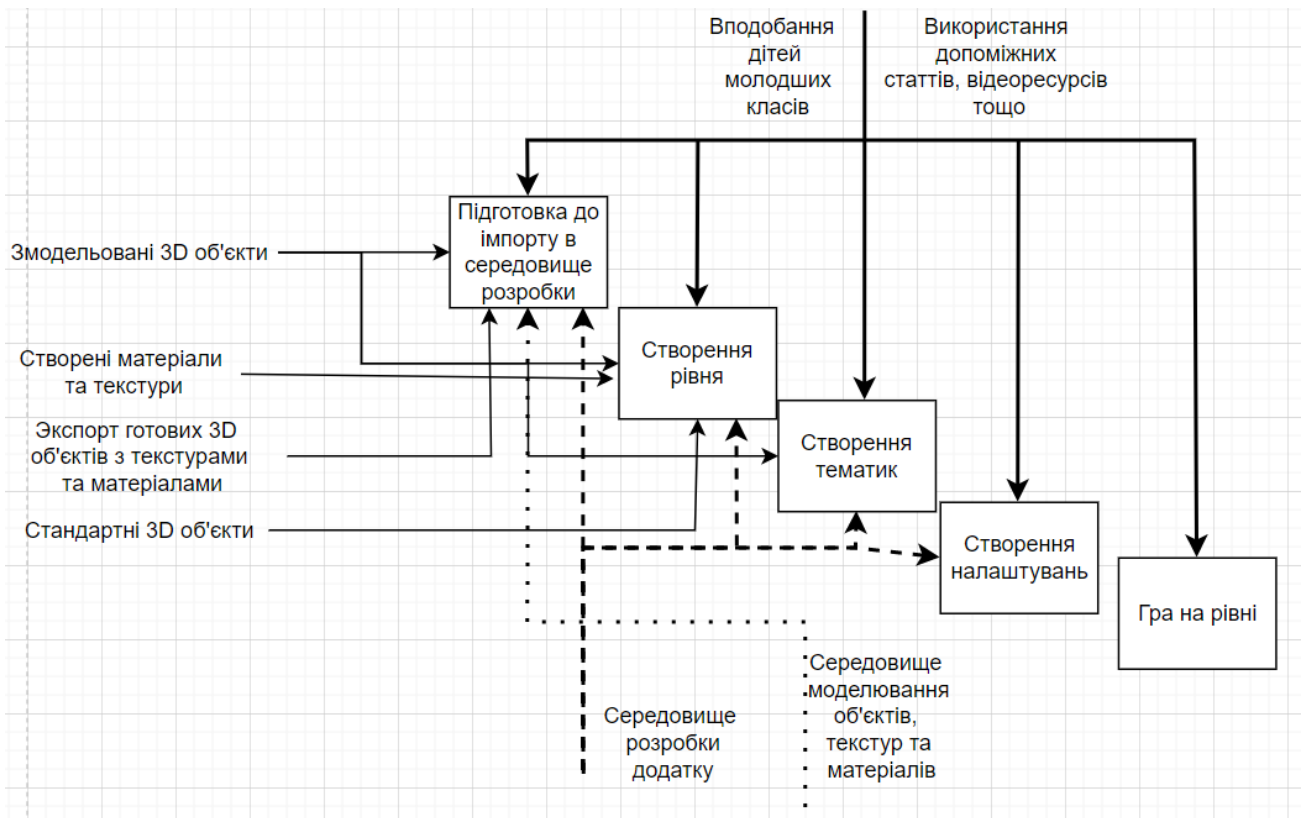 Вподобання
дітей
молодших
класів
Використання
допоміжних
статтів, відеоресурсів
тощо
Підготовка до
імпорту в
середовище
розробки
Змодельовані 3D об'єкти
Створення
рівня
Створені матеріали
та текстури
Экспорт готових 3D
об'єктів з текстурами
та матеріалами
Створення
тематик
Стандартні 3D об'єкти
Створення
налаштувань
Гра на рівні
Середовище
розробки
додатку
Середовище
моделювання
об'єктів,
текстур та
матеріалів